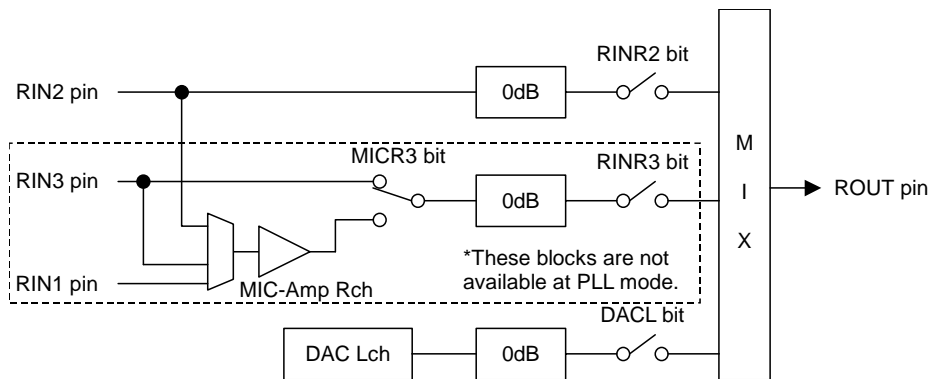 RINR2 bit
RIN2 pin
0dB
MICR3 bit
RINR3 bit
RIN3 pin
0dB
M
I
X
ROUT pin
*These blocks are not
available at PLL mode.
RIN1 pin
MIC-Amp Rch
DACL bit
DAC Lch
0dB